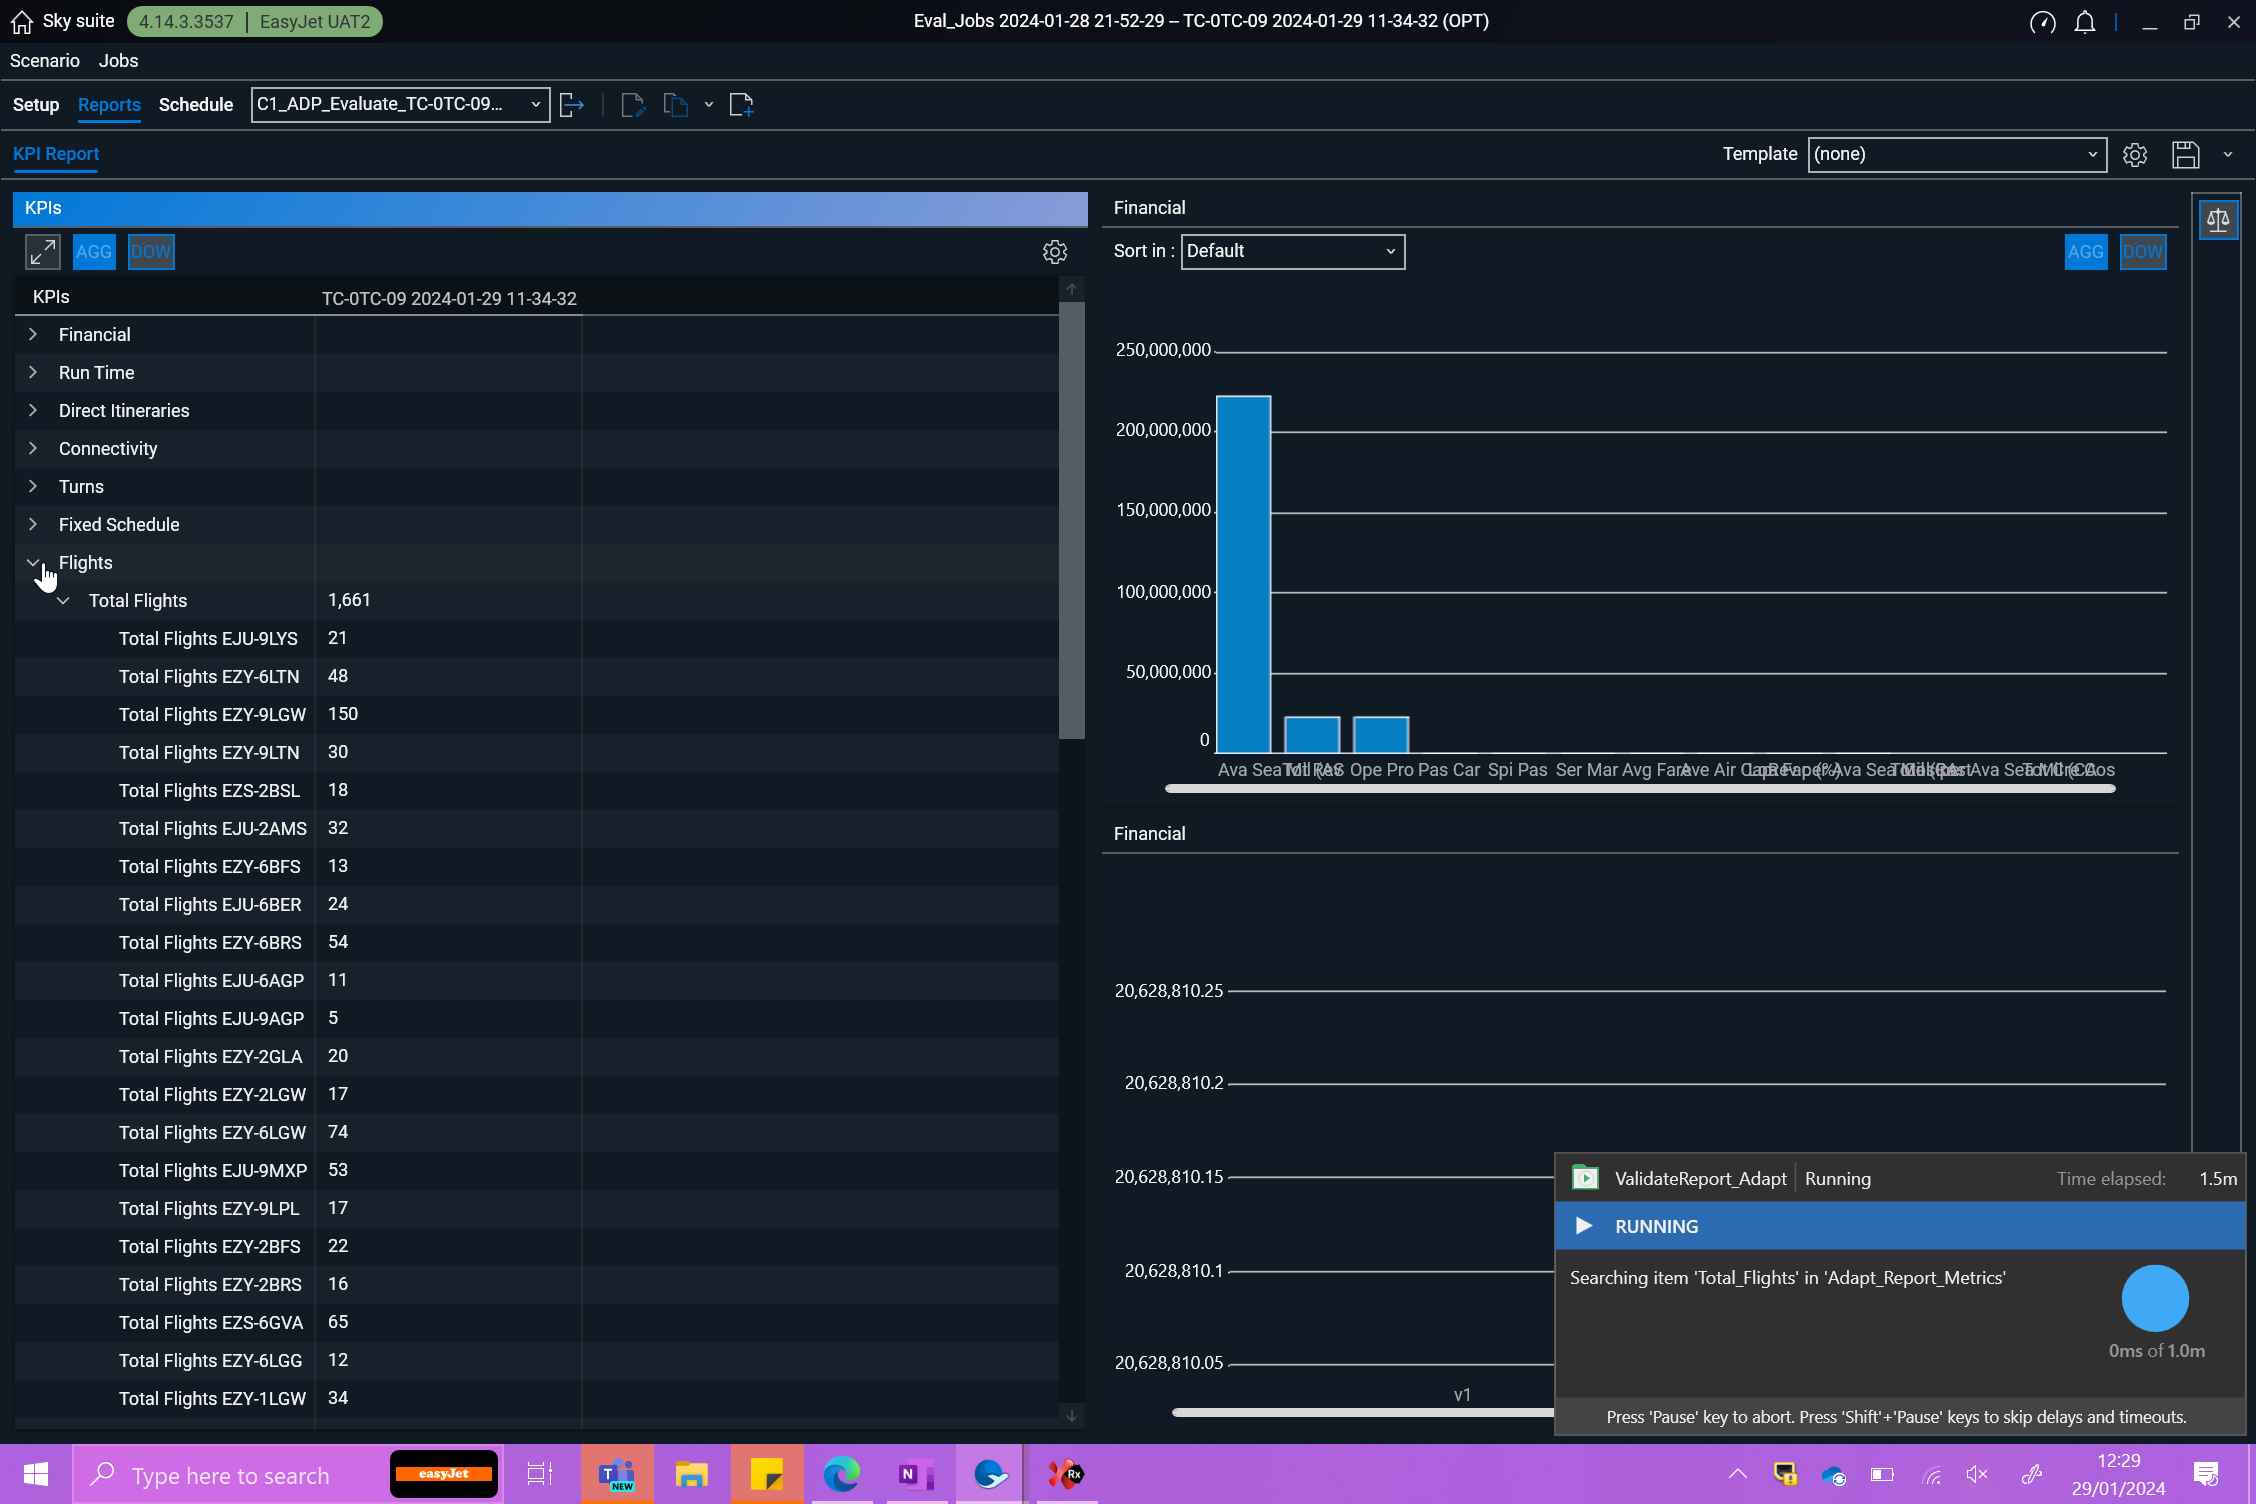 Sky suite 4.14.3.3537 | EasyJet UAT2 Eval_Jobs 2024-01-28 21-52-29 – TC-0TC-09 2024-01-29 11-34-32 (OPT)
Scenario Jobs
Setup Reports Schedule C1_ADP_Evaluate_TC-0TC-09...
KPI Report Template (none)
KPIs
AGG DOW
KPIs TC-0TC-09 2024-01-29 11-34-32
Financial
Run Time
Direct Itineraries
Connectivity
Turns
Fixed Schedule
Flights
Total Flights 1,661
Total Flights EJU-9LYS 21
Total Flights EZY-6LTN 48
Total Flights EZY-9LGW 150
Total Flights EZY-9LTN 30
Total Flights EZS-2BSL 18
Total Flights EJU-2AMS 32
Total Flights EZY-6BFS 13
Total Flights EJU-6BER 24
Total Flights EZY-6BRS 54
Total Flights EJU-6AGP 11
Total Flights EJU-9AGP 5
Total Flights EZY-2GLA 20
Total Flights EZY-2LGW 17
Total Flights EZY-6LGW 74
Total Flights EJU-9MXP 53
Total Flights EZY-9LPL 17
Total Flights EZY-2BFS 22
Total Flights EZY-2BRS 16
Total Flights EZS-6GVA 65
Total Flights EZY-6LGG 12
Total Flights EZY-1LGW 34
Financial
Sort in : Default AGG DOW
250,000,000
200,000,000
150,000,000
100,000,000
50,000,000
0
Ava Sea Ope Pro Pas Car Spi Pas Ser Mar Avg Fare
Financial
20,628,810.25
20,628,810.2
20,628,810.15
20,628,810.1
20,628,810.05
v1
ValidateReport_Adapt | Running Time elapsed: 1.5m
RUNNING
Searching item 'Total_Flights' in 'Adapt_Report_Metrics'
0ms of 1.0m
Press 'Pause' key to abort. Press 'Shift'+'Pause' keys to skip delays and timeouts.
Type here to search easyJet
T NEW
N
Rx
12:29
29/01/2024